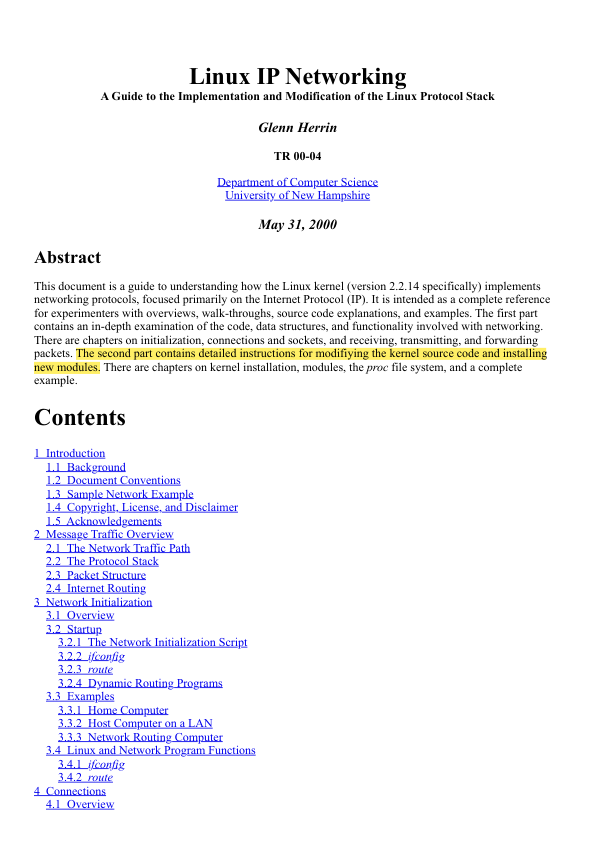 Linux IP Networking
A Guide to the Implementation and Modification of the Linux Protocol Stack
Glenn Herrin
TR 00-04
Department of Computer Science
University of New Hampshire
May 31, 2000
Abstract
This document is a guide to understanding how the Linux kernel (version 2.2.14 specifically) implements
networking protocols, focused primarily on the Internet Protocol (IP). It is intended as a complete reference
for experimenters with overviews, walk-throughs, source code explanations, and examples. The first part
contains an in-depth examination of the code, data structures, and functionality involved with networking.
There are chapters on initialization, connections and sockets, and receiving, transmitting, and forwarding
packets. The second part contains detailed instructions for modifiying the kernel source code and installing
new modules. There are chapters on kernel installation, modules, the proc file system, and a complete
example.
Contents
1 Introduction
1.1 Background
1.2 Document Conventions
1.3 Sample Network Example
1.4 Copyright, License, and Disclaimer
1.5 Acknowledgements
2 Message Traffic Overview
2.1 The Network Traffic Path
2.2 The Protocol Stack
2.3 Packet Structure
2.4 Internet Routing
3 Network Initialization
3.1 Overview
3.2 Startup
3.2.1 The Network Initialization Script
3.2.2 ifconfig
3.2.3 route
3.2.4 Dynamic Routing Programs
3.3 Examples
3.3.1 Home Computer
3.3.2 Host Computer on a LAN
3.3.3 Network Routing Computer
3.4 Linux and Network Program Functions
3.4.1 ifconfig
3.4.2 route
4 Connections
4.1 Overview